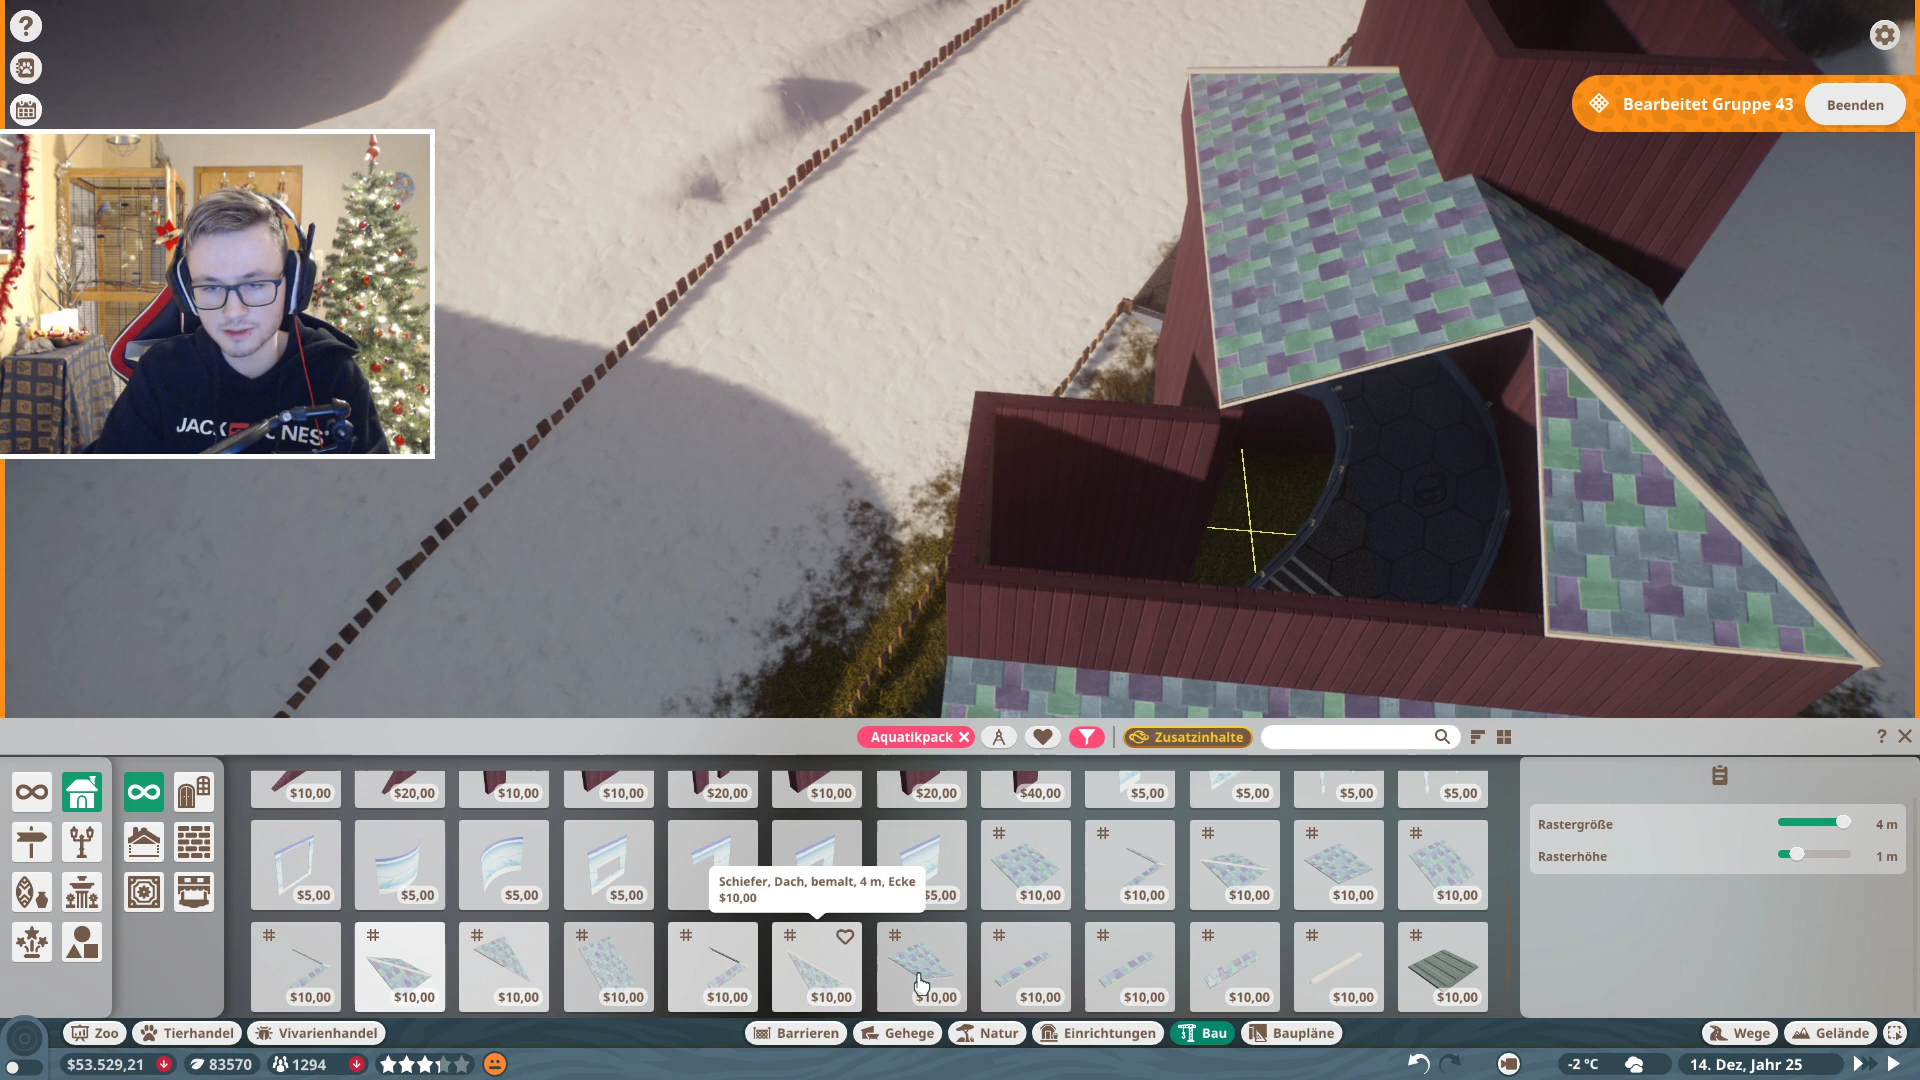 Bearbeitet Gruppe 43
Beenden
Aquatikpack
Zusatzinhalte
$10,00 $20,00 $10,00 $10,00 $20,00 $10,00 $20,00 $40,00 $5,00 $5,00 $5,00 $5,00
Rastergröße 4 m
Rasterhöhe 1 m
Schiefer, Dach, bemalt, 4 m, Ecke
$10,00
$5,00 $5,00 $5,00 $5,00 $5,00 $10,00 $10,00 $10,00 $10,00 $10,00
$10,00 $10,00 $10,00 $10,00 $10,00 $10,00 $10,00 $10,00 $10,00 $10,00 $10,00 $10,00
Zoo Tierhandel Vivarienhandel Barrieren Gehege Natur Einrichtungen Bau Baupläne Wege Gelände
$53.529,21 83570 1294 -2 °C 14. Dez, Jahr 25